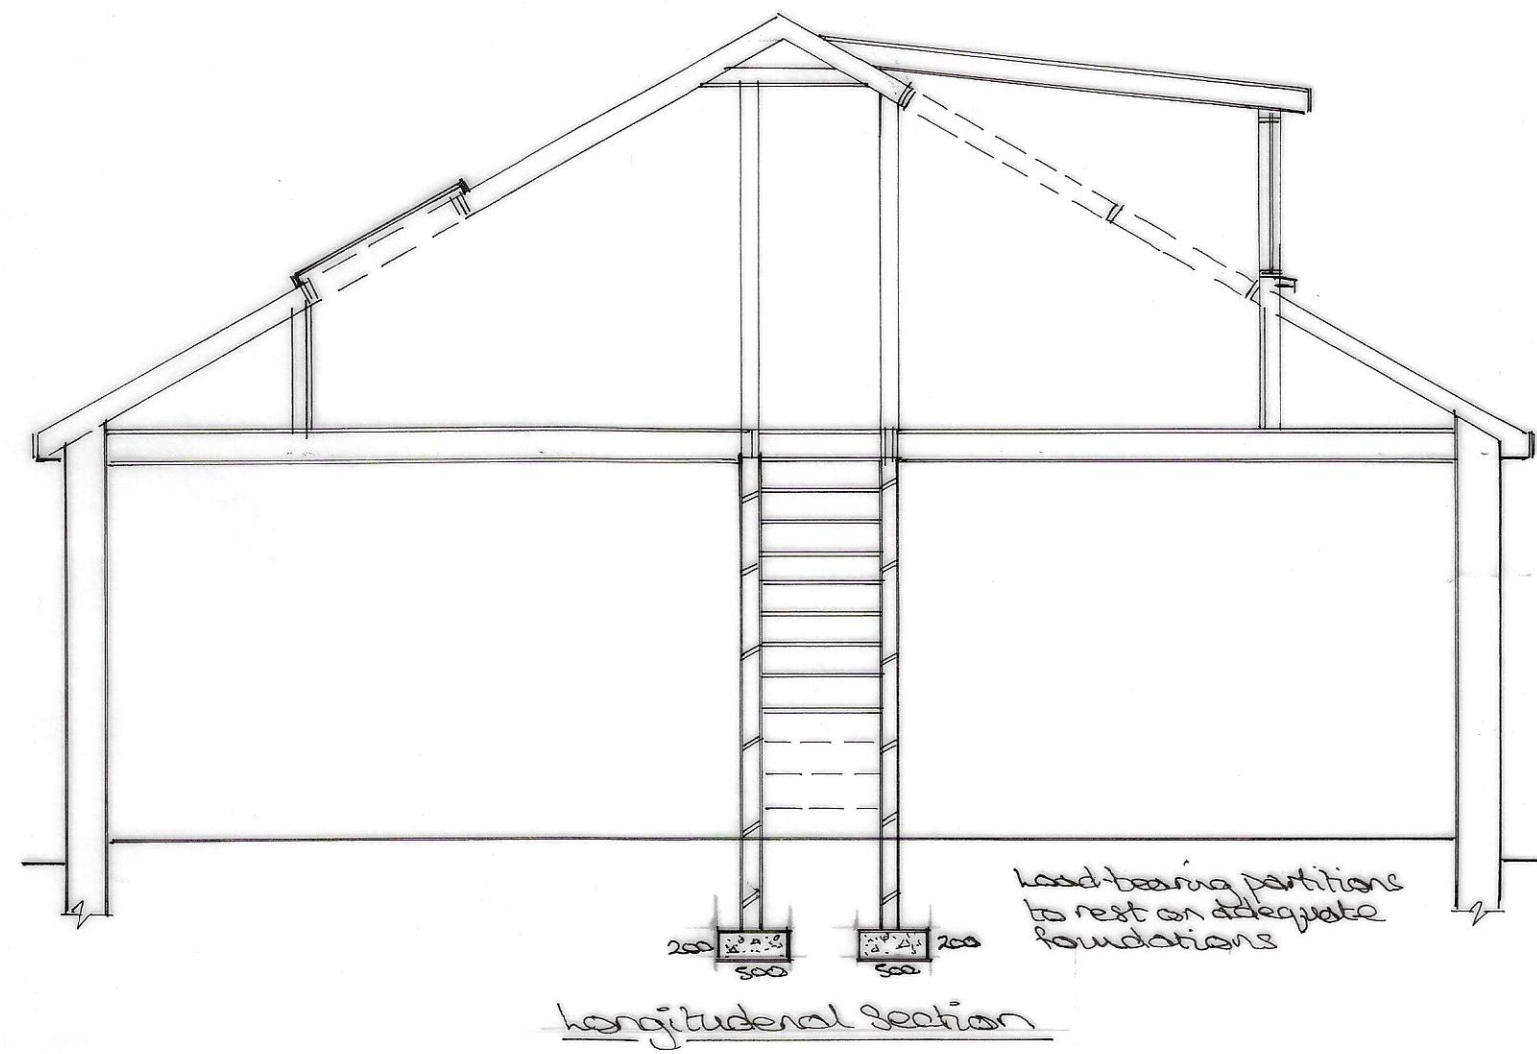 Load-bearing partitions
to rest on adequate
foundations
200
500
500
200
Longitudenal Section